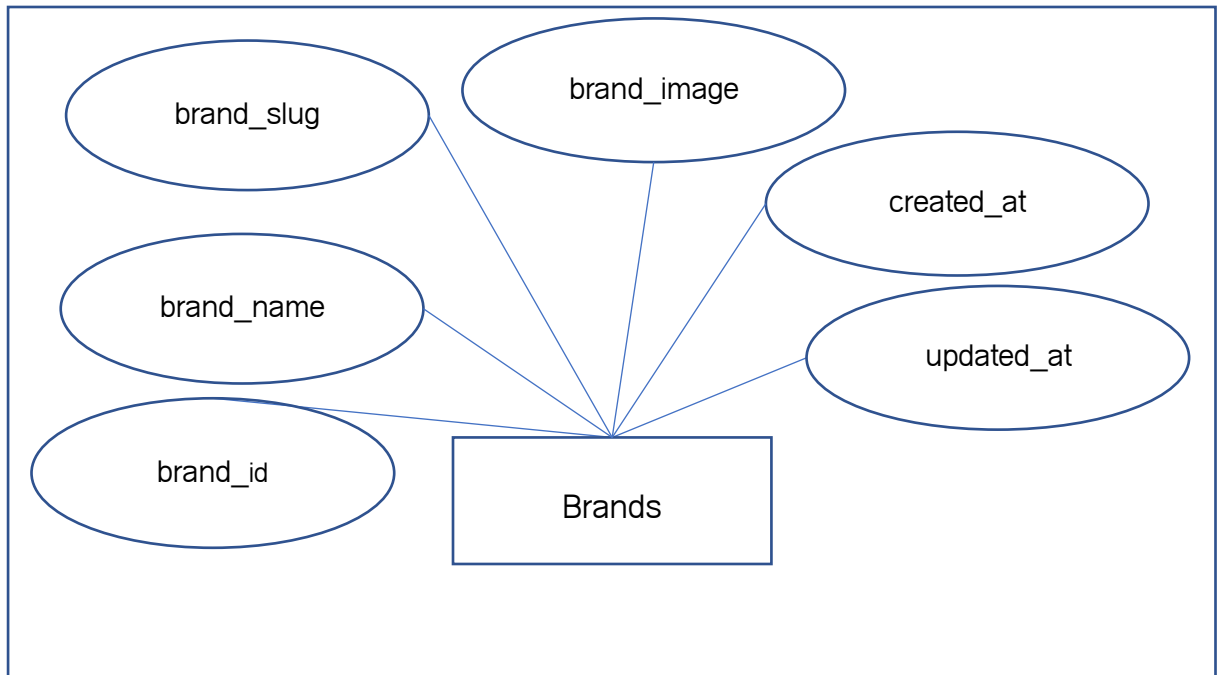 brand_image
brand_slug
created_at
brand_name
updated_at
brand_id
Brands